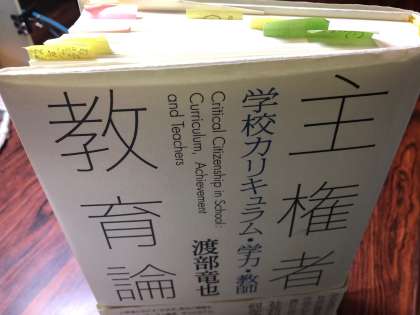 主権者
教育論
学校カリキュラム・学力・教師
Critical Citizenship in School:
Curriculum, Achievement
and Teachers
渡部竜也